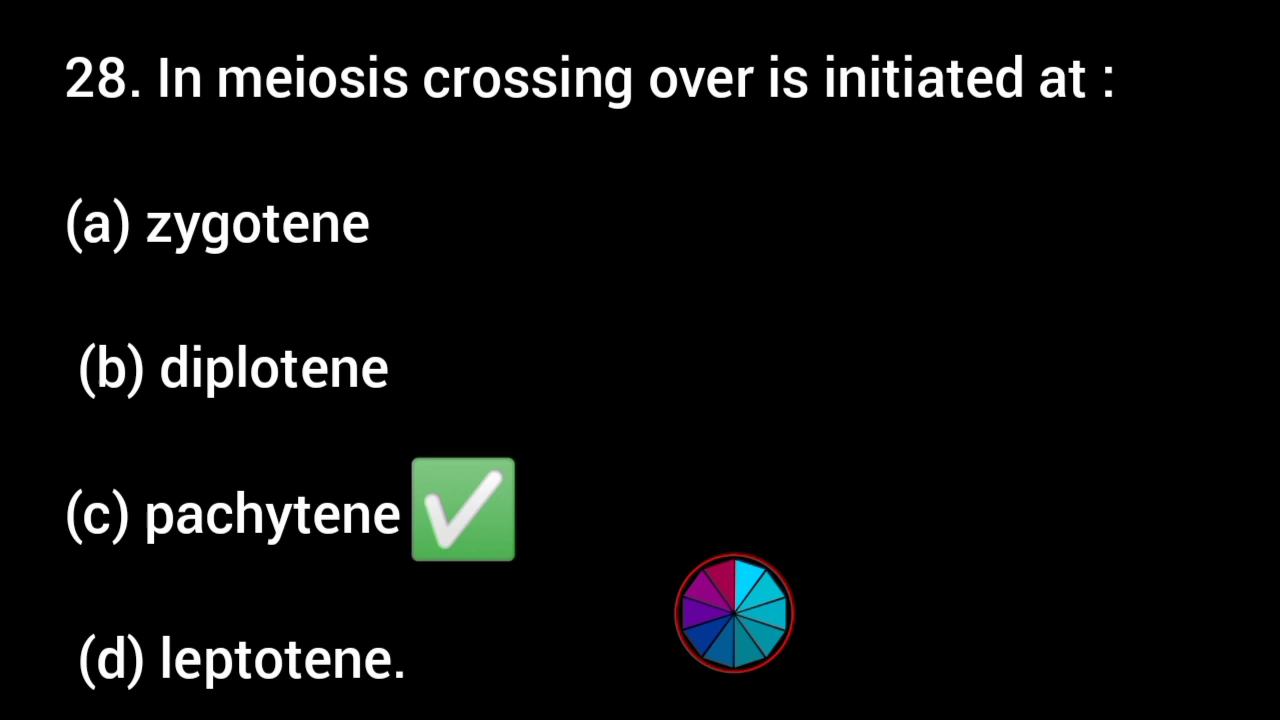 28. In meiosis crossing over is initiated at :
(a) zygotene
(b) diplotene
(c) pachytene ✅
(d) leptotene.